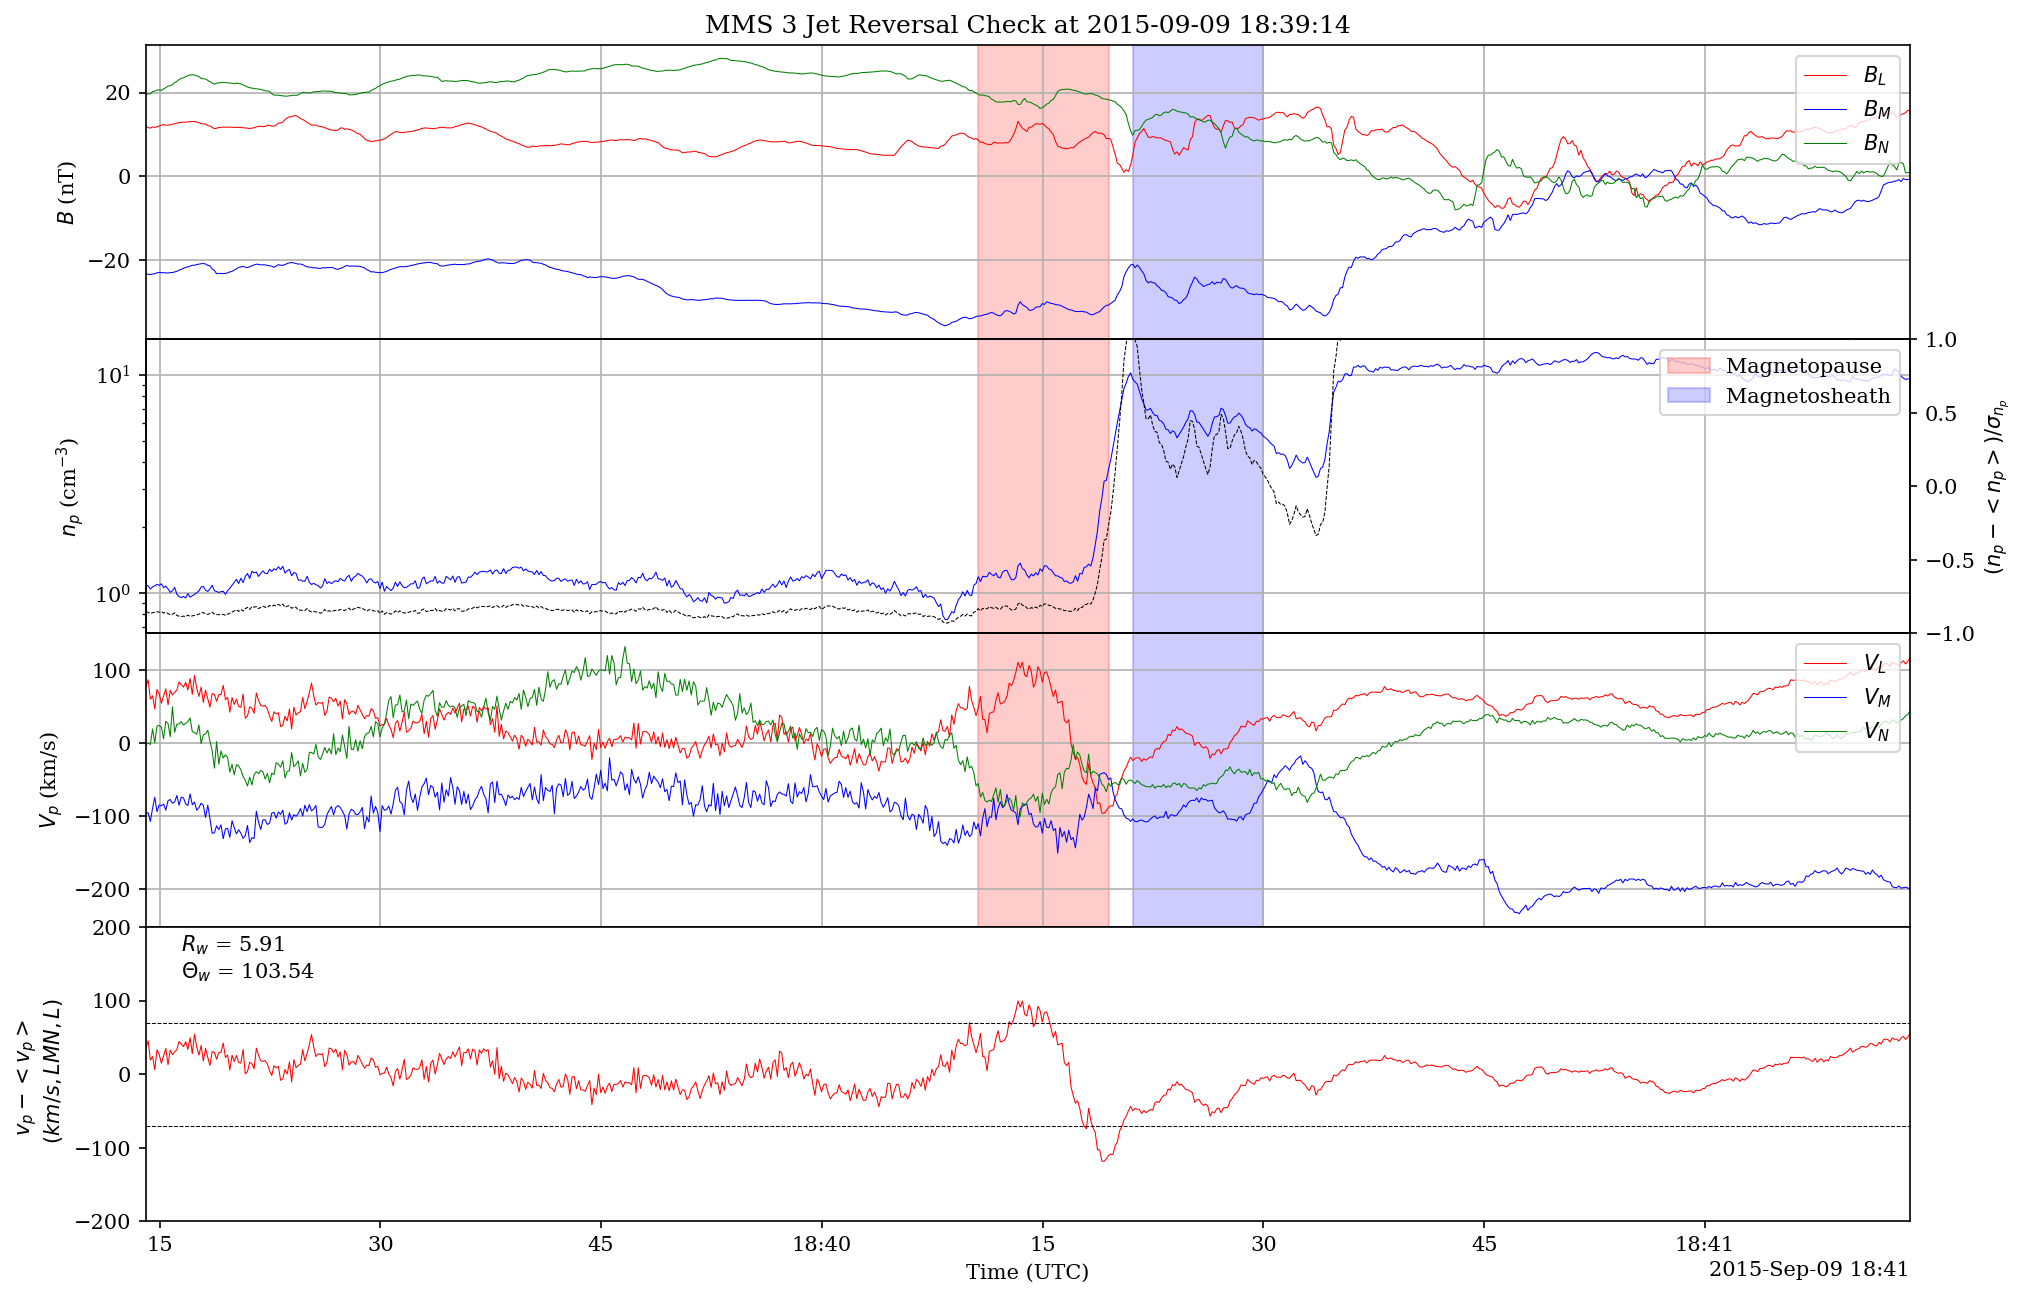 MMS 3 Jet Reversal Check at 2015-09-09 18:39:14
20
0
−20
B (nT)
B_L
B_M
B_N
10^1
10^0
n_p (cm^{−3})
Magnetopause
Magnetosheath
1.0
0.5
0.0
−0.5
−1.0
(n_p − < n_p >)/σ_{n_p}
100
0
−100
−200
V_p (km/s)
V_L
V_M
V_N
200
100
0
−100
−200
v_p − < v_p >
(km/s, LMN, L)
R_w = 5.91
Θ_w = 103.54
15
30
45
18:40
15
30
45
18:41
Time (UTC)
2015-Sep-09 18:41